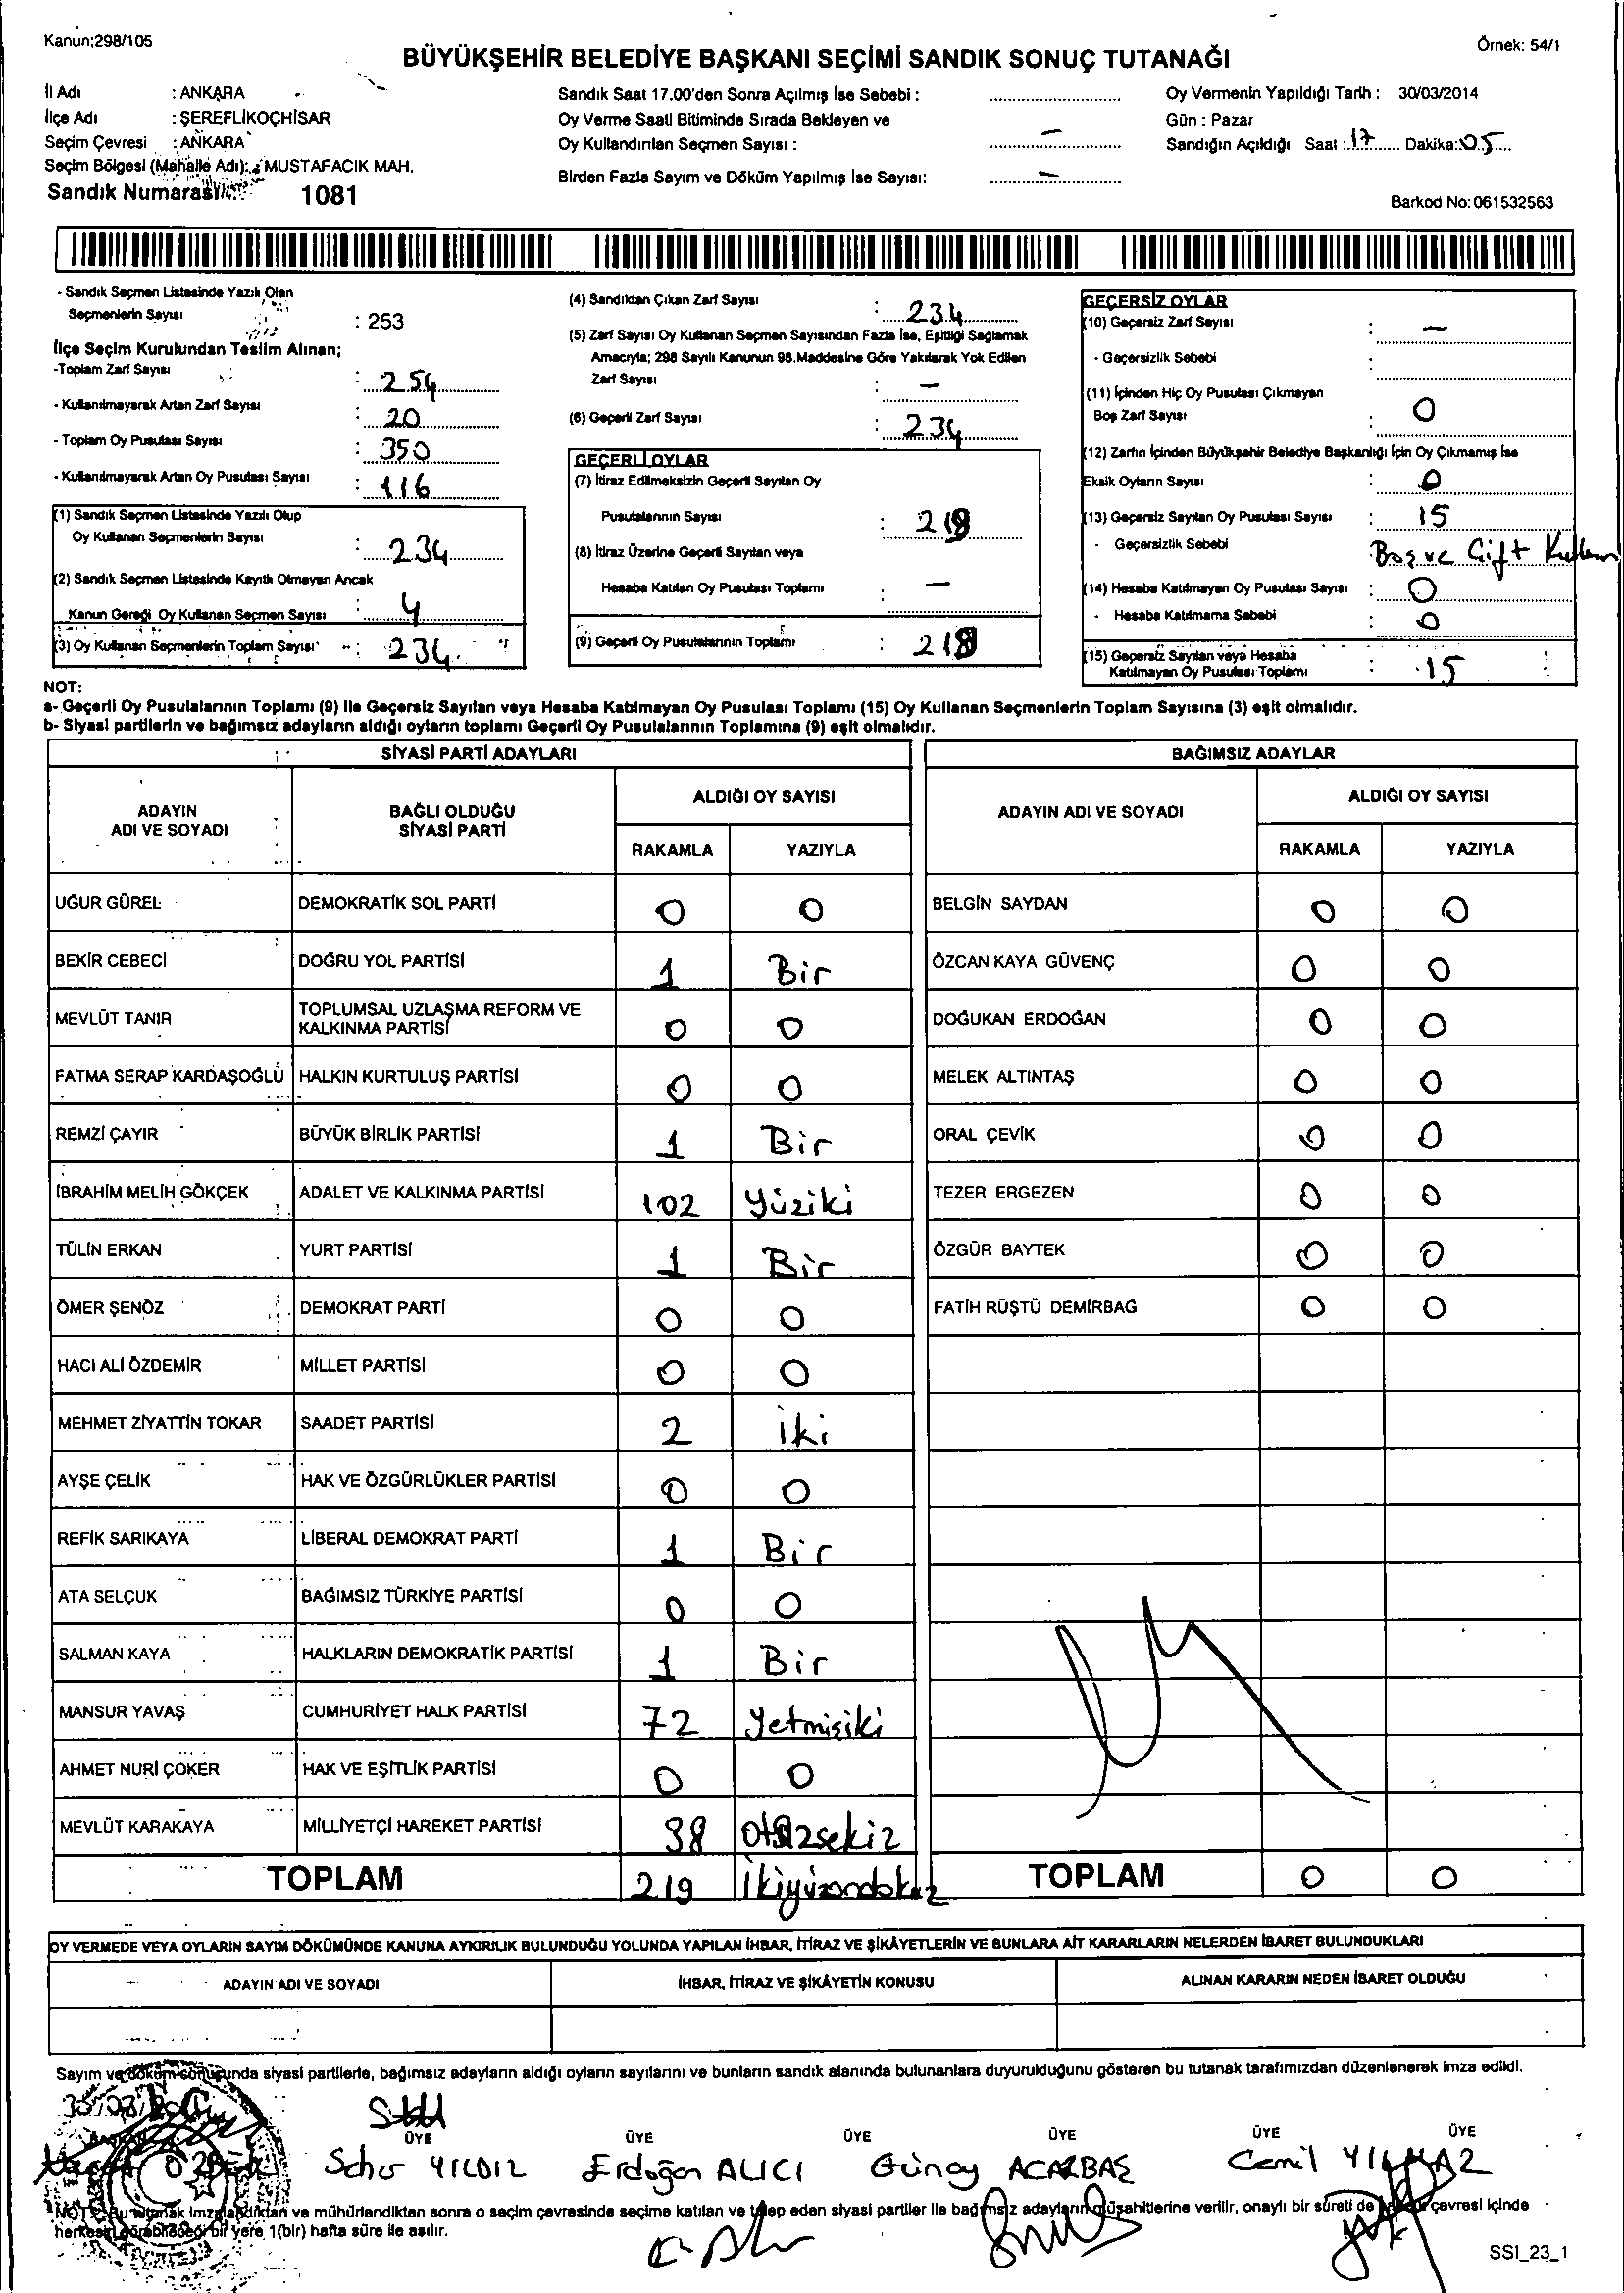 Kanun:298/105
Örnek: 54/1
BÜYÜKŞEHİR BELEDİYE BAŞKANI SEÇİMİ SANDIK SONUÇ TUTANAĞI
İl Adı : ANKARA
İlçe Adı : ŞEREFLİKOÇHİSAR
Seçim Çevresi : ANKARA
Seçim Bölgesi (Mahalle Adı): MUSTAFACIK MAH.
Sandık Numarası 1081
Sandık Saat 17.00'den Sonra Açılmış İse Sebebi :
Oy Verme Saati Bitiminde Sırada Bekleyen ve
Oy Kullandırılan Seçmen Sayısı : —
Birden Fazla Sayım ve Döküm Yapılmış İse Sayısı: —
Oy Vermenin Yapıldığı Tarih : 30/03/2014
Gün : Pazar
Sandığın Açıldığı Saat : 17 Dakika: 05
Barkod No: 061532563
- Sandık Seçmen Listesinde Yazılı Olan
Seçmenlerin Sayısı : 253
İlçe Seçim Kurulundan Teslim Alınan;
-Toplam Zarf Sayısı : 254
- Kullanılmayarak Artan Zarf Sayısı : 20
- Toplam Oy Pusulası Sayısı : 350
- Kullanılmayarak Artan Oy Pusulası Sayısı : 116
(1) Sandık Seçmen Listesinde Yazılı Olup
Oy Kullanan Seçmenlerin Sayısı : 234
(2) Sandık Seçmen Listesinde Kayıtlı Olmayan Ancak
Kanun Gereği Oy Kullanan Seçmen Sayısı : 4
(3) Oy Kullanan Seçmenlerin Toplam Sayısı : 234
(4) Sandıktan Çıkan Zarf Sayısı : 234
(5) Zarf Sayısı Oy Kullanan Seçmen Sayısından Fazla İse, Eşitliği Sağlamak
Amacıyla; 298 Sayılı Kanunun 98.Maddesine Göre Yakılarak Yok Edilen
Zarf Sayısı : —
(6) Geçerli Zarf Sayısı : 234
GEÇERLİ OYLAR
(7) İtiraz Edilmeksizin Geçerli Sayılan Oy
Pusulalarının Sayısı : 219
(8) İtiraz Üzerine Geçerli Sayılan veya
Hesaba Katılan Oy Pusulası Toplamı : —
(9) Geçerli Oy Pusulalarının Toplamı : 219
GEÇERSİZ OYLAR
(10) Geçersiz Zarf Sayısı : —
- Geçersizlik Sebebi :
(11) İçinden Hiç Oy Pusulası Çıkmayan
Boş Zarf Sayısı : 0
(12) Zarfın İçinden Büyükşehir Belediye Başkanlığı İçin Oy Çıkmamış İse
Eksik Oyların Sayısı : 0
(13) Geçersiz Sayılan Oy Pusulası Sayısı : 15
- Geçersizlik Sebebi : Boş ve Çift
(14) Hesaba Katılmayan Oy Pusulası Sayısı : 0
- Hesaba Katılmama Sebebi : 0
(15) Geçersiz Sayılan veya Hesaba
Katılmayan Oy Pusulası Toplamı : 15
NOT:
a- Geçerli Oy Pusulalarının Toplamı (9) ile Geçersiz Sayılan veya Hesaba Katılmayan Oy Pusulası Toplamı (15) Oy Kullanan Seçmenlerin Toplam Sayısına (3) eşit olmalıdır.
b- Siyasi partilerin ve bağımsız adayların aldığı oyların toplamı Geçerli Oy Pusulalarının Toplamına (9) eşit olmalıdır.
SİYASİ PARTİ ADAYLARI
ADAYIN ADI VE SOYADI BAĞLI OLDUĞU SİYASİ PARTİ ALDIĞI OY SAYISI
RAKAMLA YAZIYLA
UĞUR GÜREL DEMOKRATİK SOL PARTİ 0 0
BEKİR CEBECİ DOĞRU YOL PARTİSİ 1 Bir
MEVLÜT TANIR TOPLUMSAL UZLAŞMA REFORM VE KALKINMA PARTİSİ 0 0
FATMA SERAP KARDAŞOĞLU HALKIN KURTULUŞ PARTİSİ 0 0
REMZİ ÇAYIR BÜYÜK BİRLİK PARTİSİ 1 Bir
İBRAHİM MELİH GÖKÇEK ADALET VE KALKINMA PARTİSİ 102 Yüziki
TÜLİN ERKAN YURT PARTİSİ 1 Bir
ÖMER ŞENÖZ DEMOKRAT PARTİ 0 0
HACI ALİ ÖZDEMİR MİLLET PARTİSİ 0 0
MEHMET ZİYATTİN TOKAR SAADET PARTİSİ 2 İki
AYŞE ÇELİK HAK VE ÖZGÜRLÜKLER PARTİSİ 0 0
REFİK SARIKAYA LİBERAL DEMOKRAT PARTİ 1 Bir
ATA SELÇUK BAĞIMSIZ TÜRKİYE PARTİSİ 0 0
SALMAN KAYA HALKLARIN DEMOKRATİK PARTİSİ 1 Bir
MANSUR YAVAŞ CUMHURİYET HALK PARTİSİ 72 Yetmişiki
AHMET NURİ ÇOKER HAK VE EŞİTLİK PARTİSİ 0 0
MEVLÜT KARAKAYA MİLLİYETÇİ HAREKET PARTİSİ 38 otuzsekiz
TOPLAM 219 İkiyüzondokuz
BAĞIMSIZ ADAYLAR
ADAYIN ADI VE SOYADI ALDIĞI OY SAYISI
RAKAMLA YAZIYLA
BELGİN SAYDAN 0 0
ÖZCAN KAYA GÜVENÇ 0 0
DOĞUKAN ERDOĞAN 0 0
MELEK ALTINTAŞ 0 0
ORAL ÇEVİK 0 0
TEZER ERGEZEN 0 0
ÖZGÜR BAYTEK 0 0
FATİH RÜŞTÜ DEMİRBAĞ 0 0
TOPLAM 0 0
OY VERMEDE VEYA OYLARIN SAYIM DÖKÜMÜNDE KANUNA AYKIRILIK BULUNDUĞU YOLUNDA YAPILAN İHBAR, İTİRAZ VE ŞİKÂYETLERİN VE BUNLARA AİT KARARLARIN NELERDEN İBARET BULUNDUKLARI
ADAYIN ADI VE SOYADI İHBAR, İTİRAZ VE ŞİKÂYETİN KONUSU ALINAN KARARIN NEDEN İBARET OLDUĞU
Sayım ve döküm sonucunda siyasi partilerle, bağımsız adayların aldığı oyların sayılarını ve bunların sandık alanında bulunanlara duyurulduğunu gösteren bu tutanak tarafımızdan düzenlenerek imza edildi.
ÜYE ÜYE ÜYE ÜYE ÜYE ÜYE
Seher YILDIZ Erdoğan ALICI Günay ACARBAŞ Cemil YILMAZ
NOT: Bu tutanak imzalandıktan ve mühürlendikten sonra o seçim çevresinde seçime katılan ve talep eden siyasi partiler ile bağımsız adayların müşahitlerine verilir, onaylı bir sureti de çevresi içinde
herkesin görebileceği bir yere 1(bir) hafta süre ile asılır.
SSI_23_1